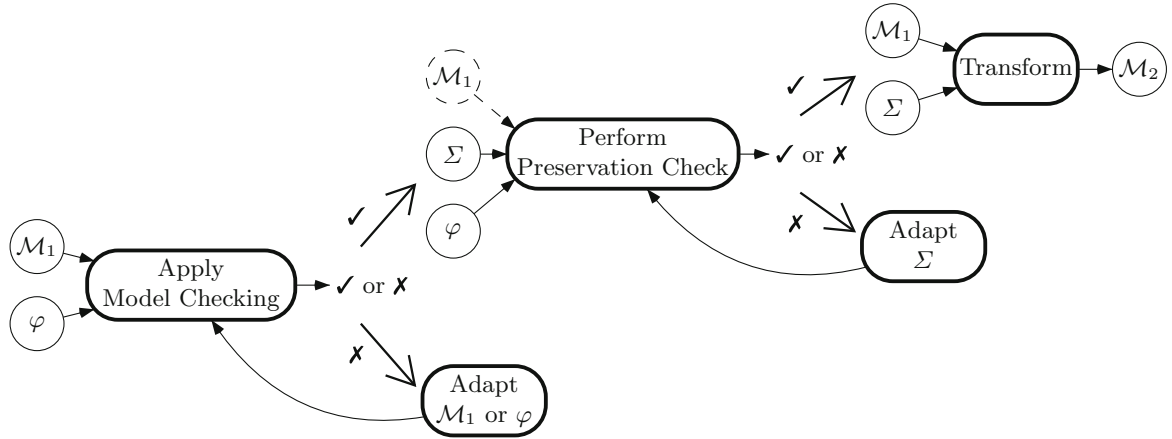 ℳ₁
φ
Apply
Model Checking
✓ or ✗
✓
✗
Adapt
ℳ₁ or φ
ℳ₁
Σ
φ
Perform
Preservation Check
✓ or ✗
✓
✗
Adapt
Σ
ℳ₁
Σ
Transform
ℳ₂